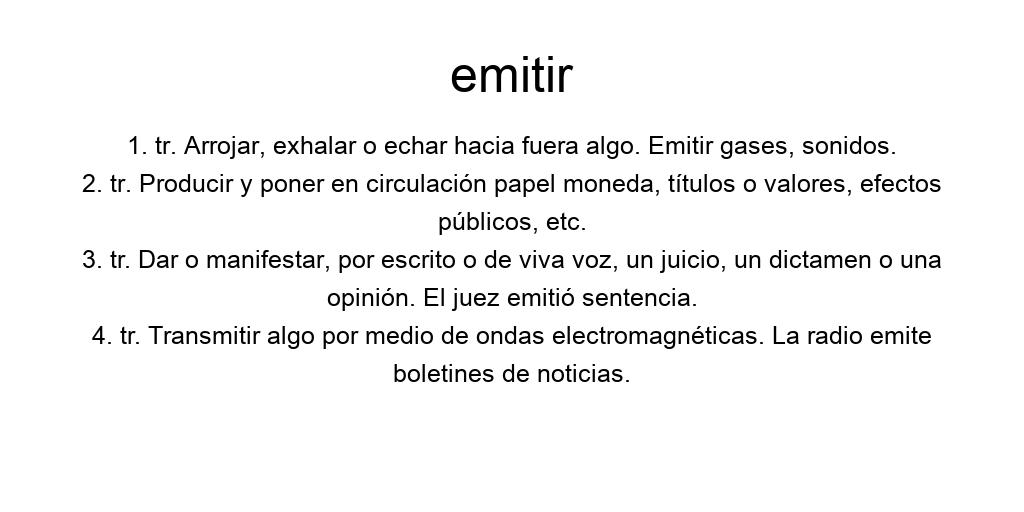 emitir
1. tr. Arrojar, exhalar o echar hacia fuera algo. Emitir gases, sonidos.
2. tr. Producir y poner en circulación papel moneda, títulos o valores, efectos
públicos, etc.
3. tr. Dar o manifestar, por escrito o de viva voz, un juicio, un dictamen o una
opinión. El juez emitió sentencia.
4. tr. Transmitir algo por medio de ondas electromagnéticas. La radio emite
boletines de noticias.